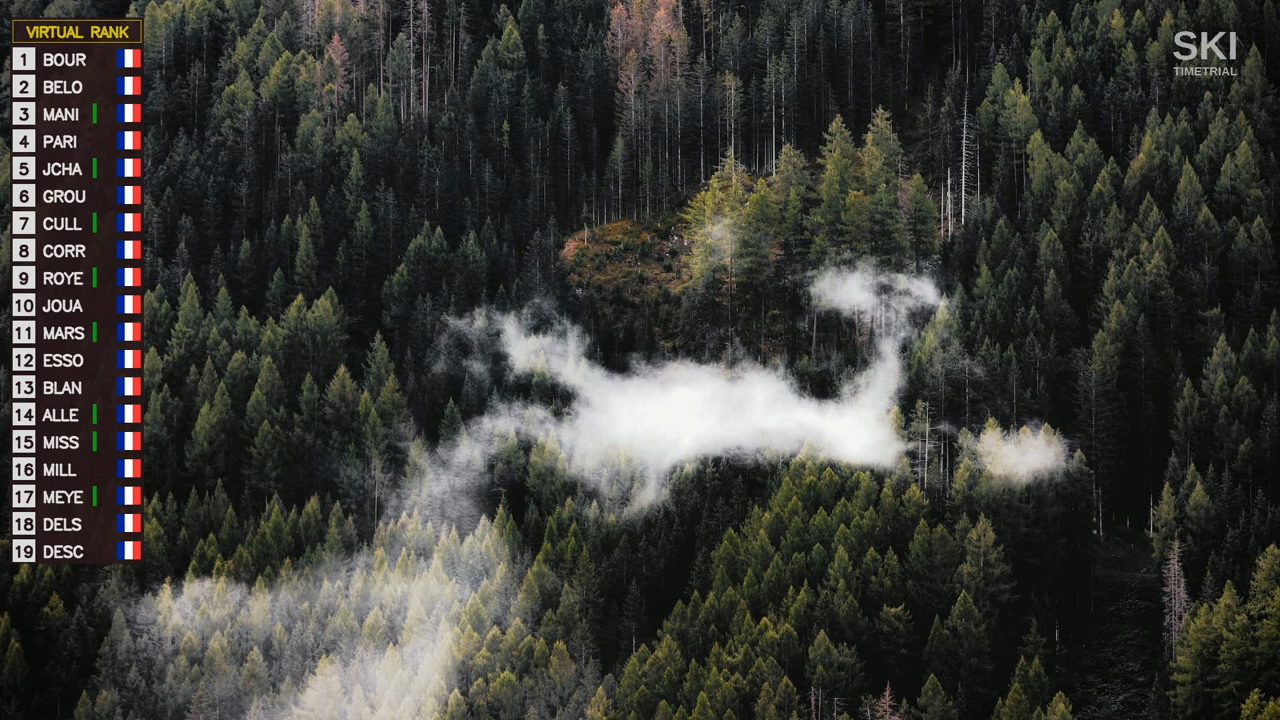 VIRTUAL RANK
1 BOUR
2 BELO
3 MANI
4 PARI
5 JCHA
6 GROU
7 CULL
8 CORR
9 ROYE
10 JOUA
11 MARS
12 ESSO
13 BLAN
14 ALLE
15 MISS
16 MILL
17 MEYE
18 DELS
19 DESC
SKI
TIMETRIAL